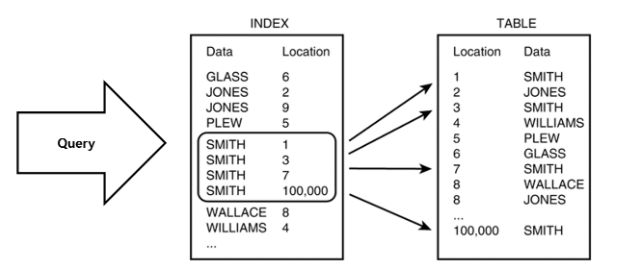 INDEX
Data Location
GLASS 6
JONES 2
JONES 9
PLEW 5
SMITH 1
SMITH 3
SMITH 7
SMITH 100,000
WALLACE 8
WILLIAMS 4
...
Query
TABLE
Location Data
1 SMITH
2 JONES
3 SMITH
4 WILLIAMS
5 PLEW
6 GLASS
7 SMITH
8 WALLACE
8 JONES
...
100,000 SMITH